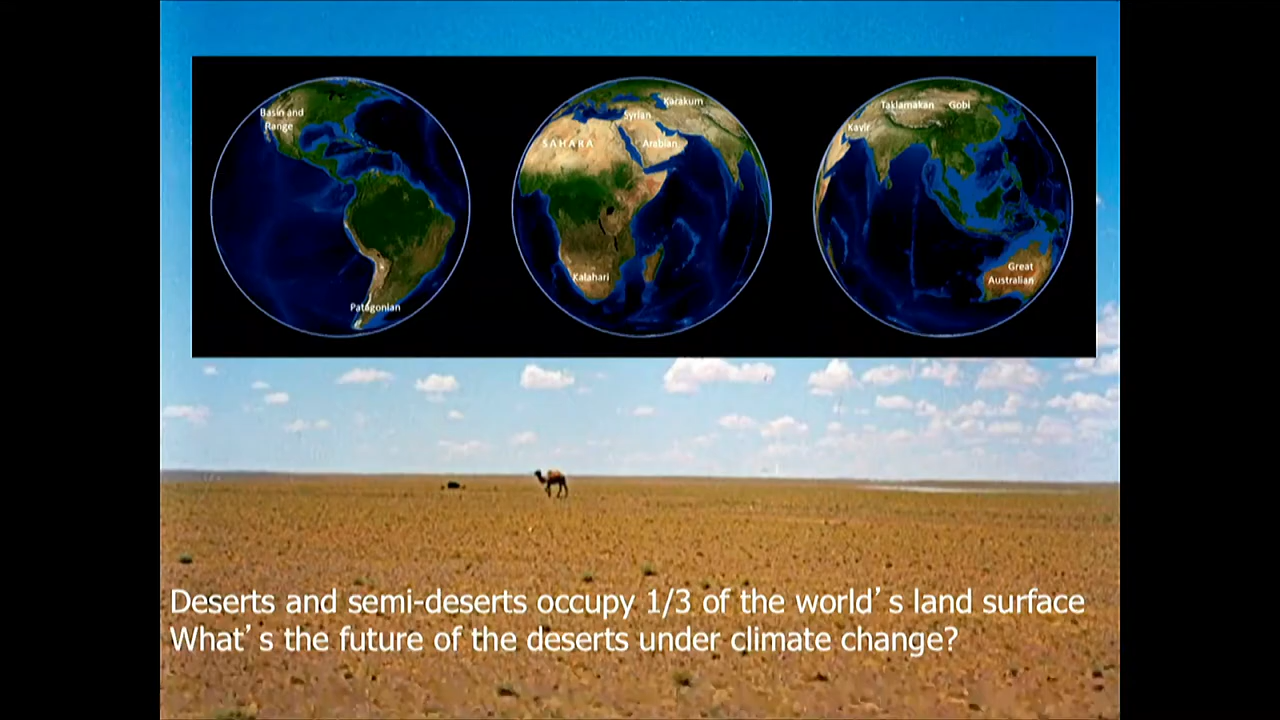 Basin and
Range
Patagonian
Karakum
Syrian
SAHARA
Arabian
Kalahari
Taklamakan
Gobi
Kavir
Great
Australian
Deserts and semi-deserts occupy 1/3 of the world's land surface
What's the future of the deserts under climate change?